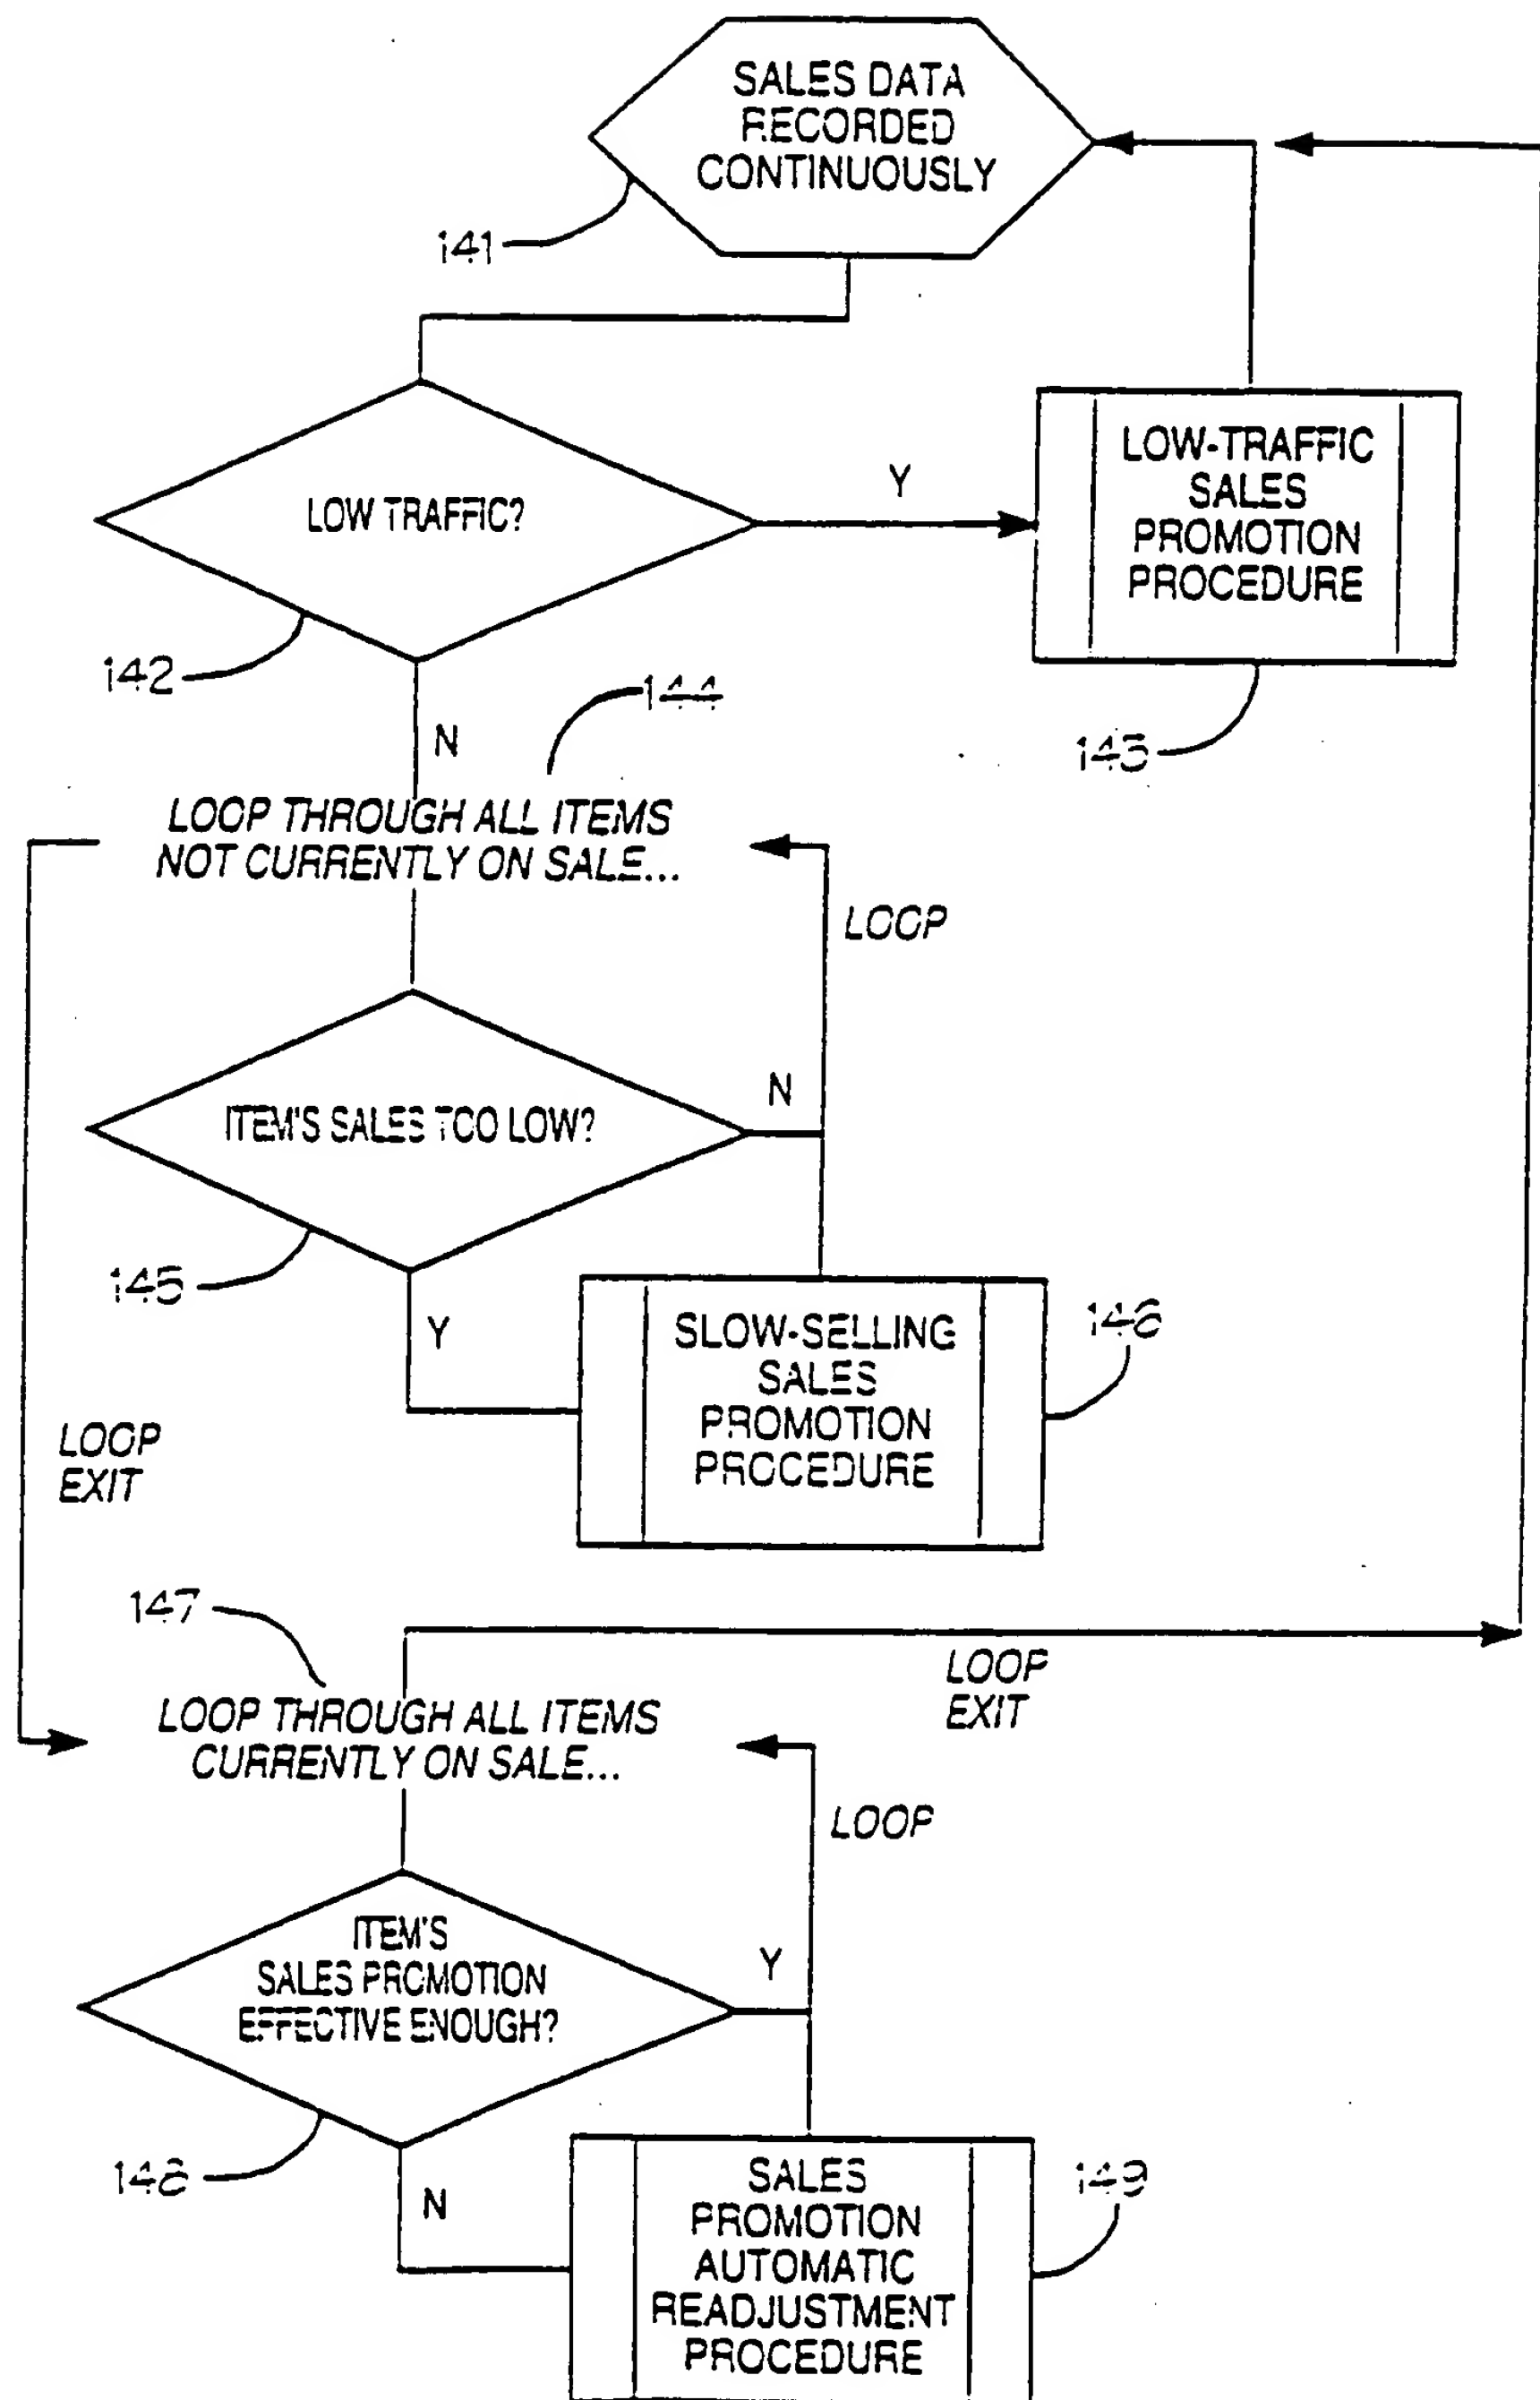 SALES DATA
RECORDED
CONTINUOUSLY
141
LOW TRAFFIC?
Y
LOW-TRAFFIC
SALES
PROMOTION
PROCEDURE
142
144
N
143
LOOP THROUGH ALL ITEMS
NOT CURRENTLY ON SALE...
LOOP
N
ITEM'S SALES TOO LOW?
145
Y
SLOW-SELLING
SALES
PROMOTION
PROCEDURE
146
LOOP
EXIT
147
LOOP
EXIT
LOOP THROUGH ALL ITEMS
CURRENTLY ON SALE...
LOOP
ITEM'S
SALES PROMOTION
EFFECTIVE ENOUGH?
Y
148
N
SALES
PROMOTION
AUTOMATIC
READJUSTMENT
PROCEDURE
149